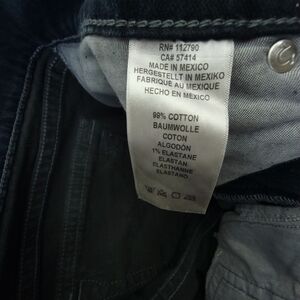 RN# 112790
CA# 57414
MADE IN MEXICO
HERGESTELLT IN MEXIKO
FABRIQUE AU MEXIQUE
HECHO EN MEXICO
99% COTTON
BAUMWOLLE
COTON
ALGODÓN
1% ELASTANE
ELASTAN
ELASTHANNE
ELASTANO